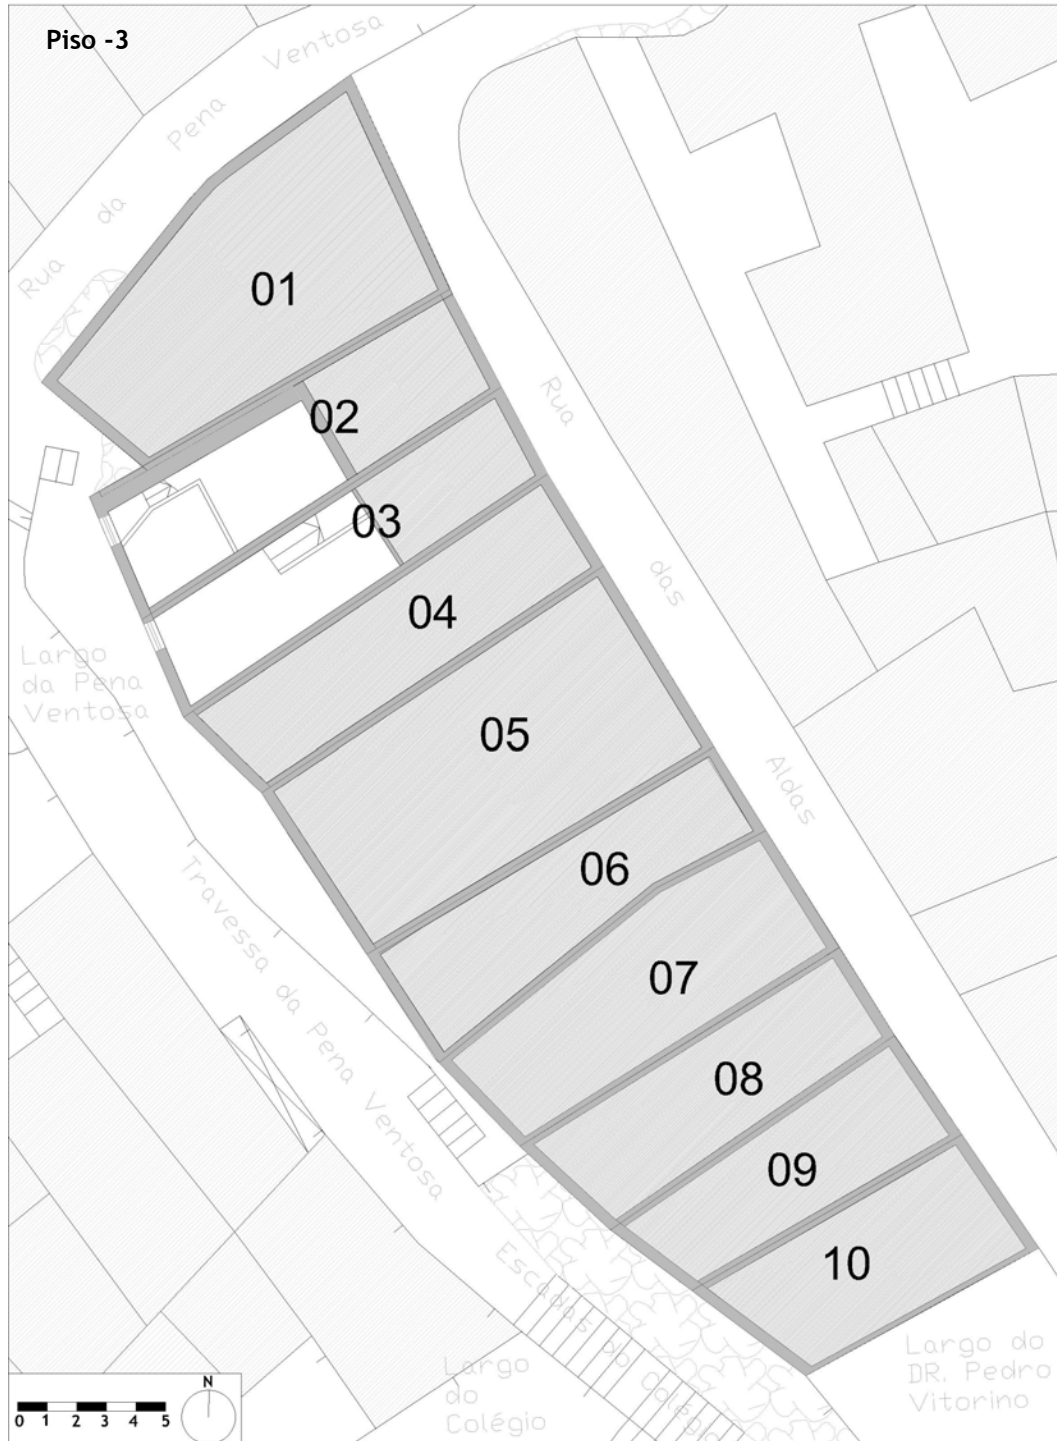 Piso -3
Rua da Pena Ventosa
01
02
03
Rua das Aldas
04
Largo
da Pena
Ventosa
05
06
Travessa da Pena Ventosa
07
08
09
10
Escadas do Colégio
Largo do
DR. Pedro
Vitorino
Largo
do
Colégio
N
0 1 2 3 4 5